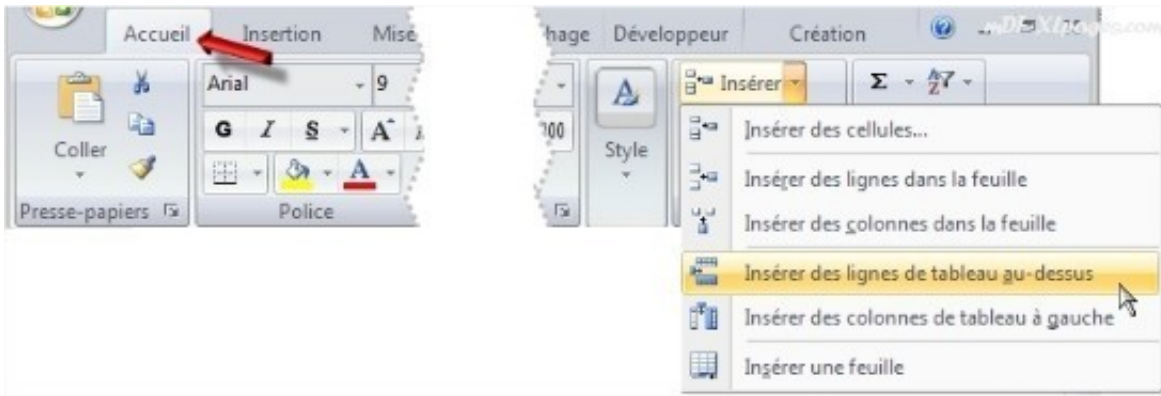 Accueil Insertion Mise hage Développeur Création
Arial 9 Insérer Σ
G I S A 000
Coller A Style
Presse-papiers Police
Insérer des cellules...
Insérer des lignes dans la feuille
Insérer des colonnes dans la feuille
Insérer des lignes de tableau au-dessus
Insérer des colonnes de tableau à gauche
Insérer une feuille